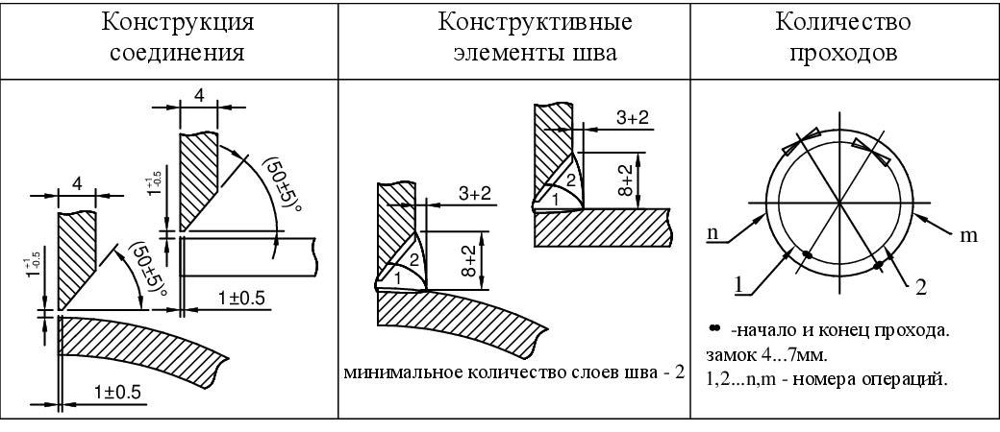 Конструкция
соединения
Конструктивные
элементы шва
Количество
проходов
4
(50±5)°
1+1-0.5
1±0.5
4
(50±5)°
1+1-0.5
1±0.5
3+2
8+2
2
1
3+2
8+2
2
1
минимальное количество слоев шва - 2
n
m
1
2
-начало и конец прохода.
замок 4...7мм.
1,2...n,m - номера операций.